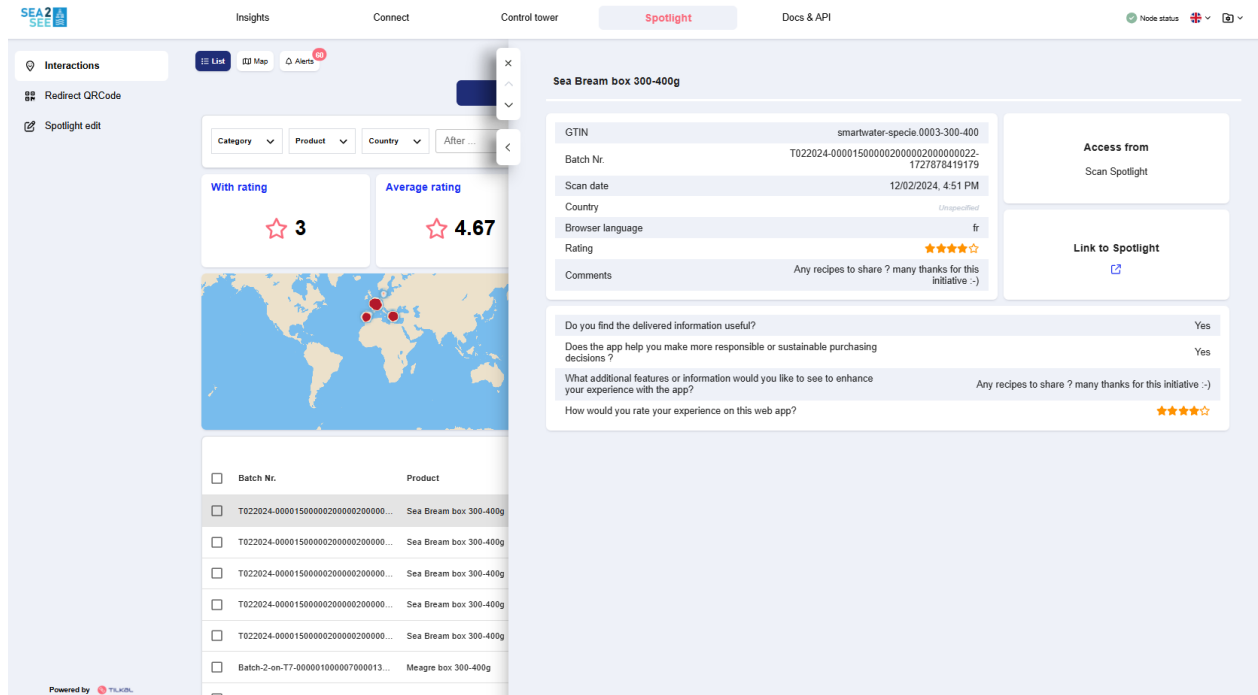 SEA2
SEE
Insights
Connect
Control tower
Spotlight
Docs & API
Node status
Interactions
Redirect QRCode
Spotlight edit
List
Map
Alerts
60
Category
Product
Country
After ...
With rating
3
Average rating
4.67
Batch Nr.
Product
T022024-00001500000200000200000...
Sea Bream box 300-400g
T022024-00001500000200000200000...
Sea Bream box 300-400g
T022024-00001500000200000200000...
Sea Bream box 300-400g
T022024-00001500000200000200000...
Sea Bream box 300-400g
T022024-00001500000200000200000...
Sea Bream box 300-400g
Batch-2-on-T7-000001000007000013...
Meagre box 300-400g
Powered by
TILKAL
Sea Bream box 300-400g
GTIN
smartwater-specie.0003-300-400
Batch Nr.
T022024-000015000002000002000000022-
1727878419179
Scan date
12/02/2024, 4:51 PM
Country
Unspecified
Browser language
fr
Rating
Comments
Any recipes to share ? many thanks for this
initiative :-)
Access from
Scan Spotlight
Link to Spotlight
Do you find the delivered information useful?
Yes
Does the app help you make more responsible or sustainable purchasing
decisions ?
Yes
What additional features or information would you like to see to enhance
your experience with the app?
Any recipes to share ? many thanks for this initiative :-)
How would you rate your experience on this web app?